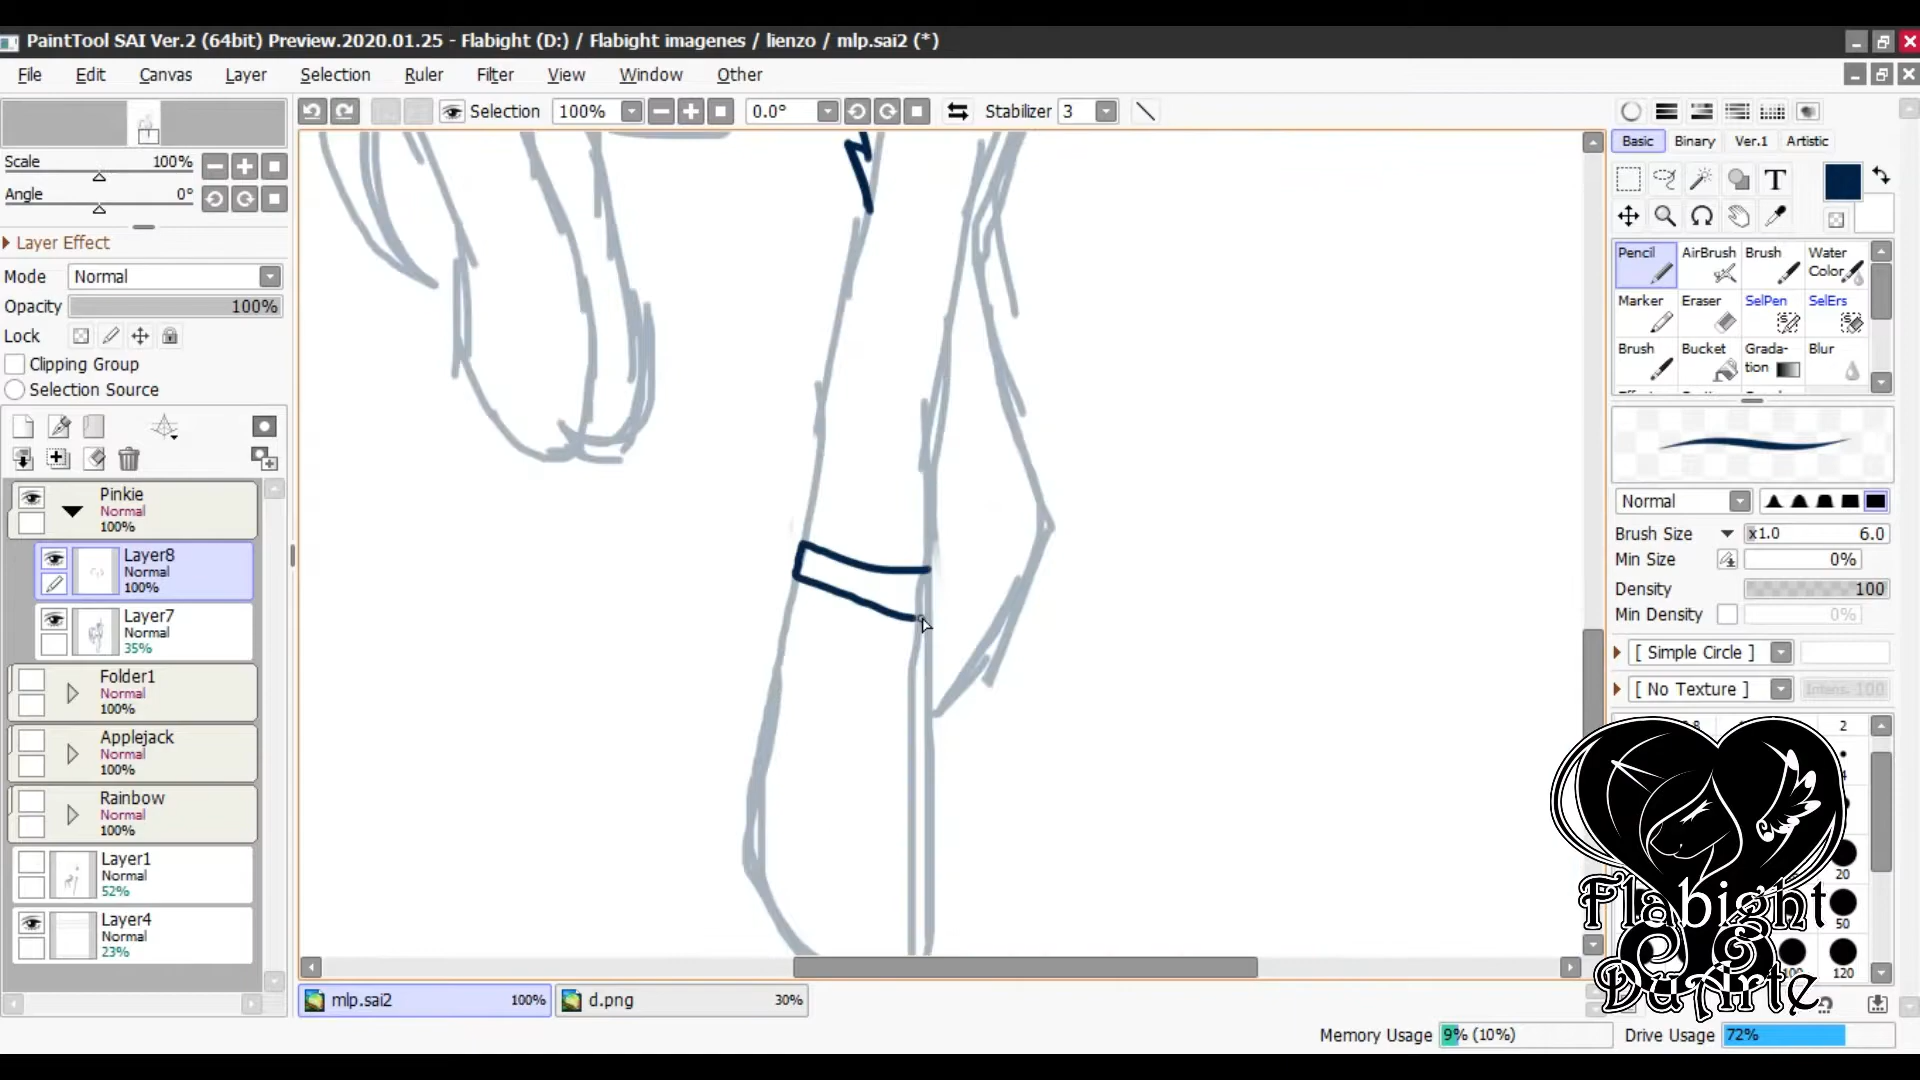 PaintTool SAI Ver.2 (64bit) Preview.2020.01.25 - Flabight (D:) / Flabight imagenes / lienzo / mlp.sai2 (*)
File Edit Canvas Layer Selection Ruler Filter View Window Other
Selection 100% 0.0° Stabilizer 3
Scale 100%
Angle 0°
Layer Effect
Mode Normal
Opacity 100%
Lock
Clipping Group
Selection Source
Pinkie
Normal
100%
Layer8
Normal
100%
Layer7
Normal
35%
Folder1
Normal
100%
Applejack
Normal
100%
Rainbow
Normal
100%
Layer1
Normal
52%
Layer4
Normal
23%
mlp.sai2 100% d.png 30%
Basic Binary Ver.1 Artistic
T
Pencil AirBrush Brush Water Color
Marker Eraser SelPen SelErs
Brush Bucket Grada-tion Blur
Normal
Brush Size x1.0 6.0
Min Size 0%
Density 100
Min Density 0%
[ Simple Circle ]
[ No Texture ] Intens. 100
2
4
20
50
100 120
Flabight
DuArte
Memory Usage 9% (10%) Drive Usage 72%